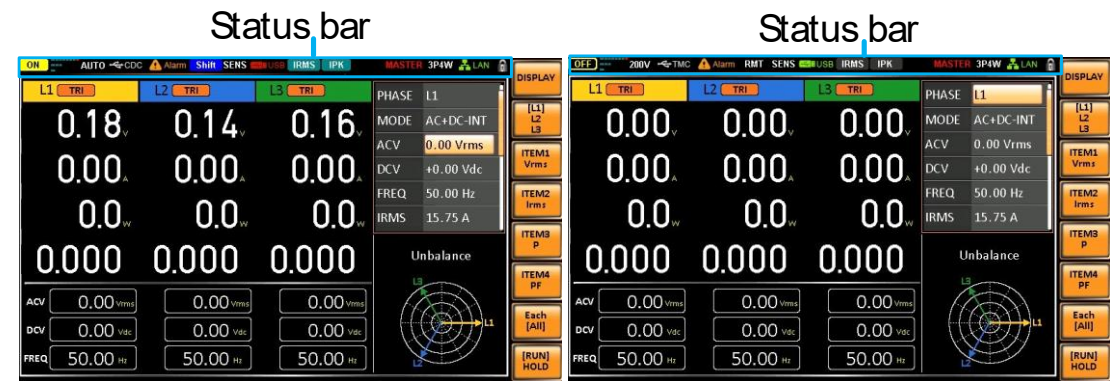 Status bar
ON AUTO CDC Alarm Shift SENS USB IRMS IPK MASTER 3P4W LAN
DISPLAY
L1 TRI L2 TRI L3 TRI
PHASE L1
[L1]
L2
L3
0.18 V 0.14 V 0.16 V
MODE AC+DC-INT
ACV 0.00 Vrms
ITEM1
Vrms
0.00 A 0.00 A 0.00 A
DCV +0.00 Vdc
FREQ 50.00 Hz
ITEM2
Irms
0.0 W 0.0 W 0.0 W
IRMS 15.75 A
ITEM3
P
0.000 0.000 0.000
Unbalance
ITEM4
PF
L3
L1
L2
ACV 0.00 Vrms 0.00 Vrms 0.00 Vrms
Each
[All]
DCV 0.00 Vdc 0.00 Vdc 0.00 Vdc
FREQ 50.00 Hz 50.00 Hz 50.00 Hz
[RUN]
HOLD
Status bar
OFF 200V TMC Alarm RMT SENS USB IRMS IPK MASTER 3P4W LAN
DISPLAY
L1 TRI L2 TRI L3 TRI
PHASE L1
[L1]
L2
L3
0.00 V 0.00 V 0.00 V
MODE AC+DC-INT
ACV 0.00 Vrms
ITEM1
Vrms
0.00 A 0.00 A 0.00 A
DCV +0.00 Vdc
FREQ 50.00 Hz
ITEM2
Irms
0.0 W 0.0 W 0.0 W
IRMS 15.75 A
ITEM3
P
0.000 0.000 0.000
Unbalance
ITEM4
PF
L3
L1
L2
ACV 0.00 Vrms 0.00 Vrms 0.00 Vrms
Each
[All]
DCV 0.00 Vdc 0.00 Vdc 0.00 Vdc
FREQ 50.00 Hz 50.00 Hz 50.00 Hz
[RUN]
HOLD